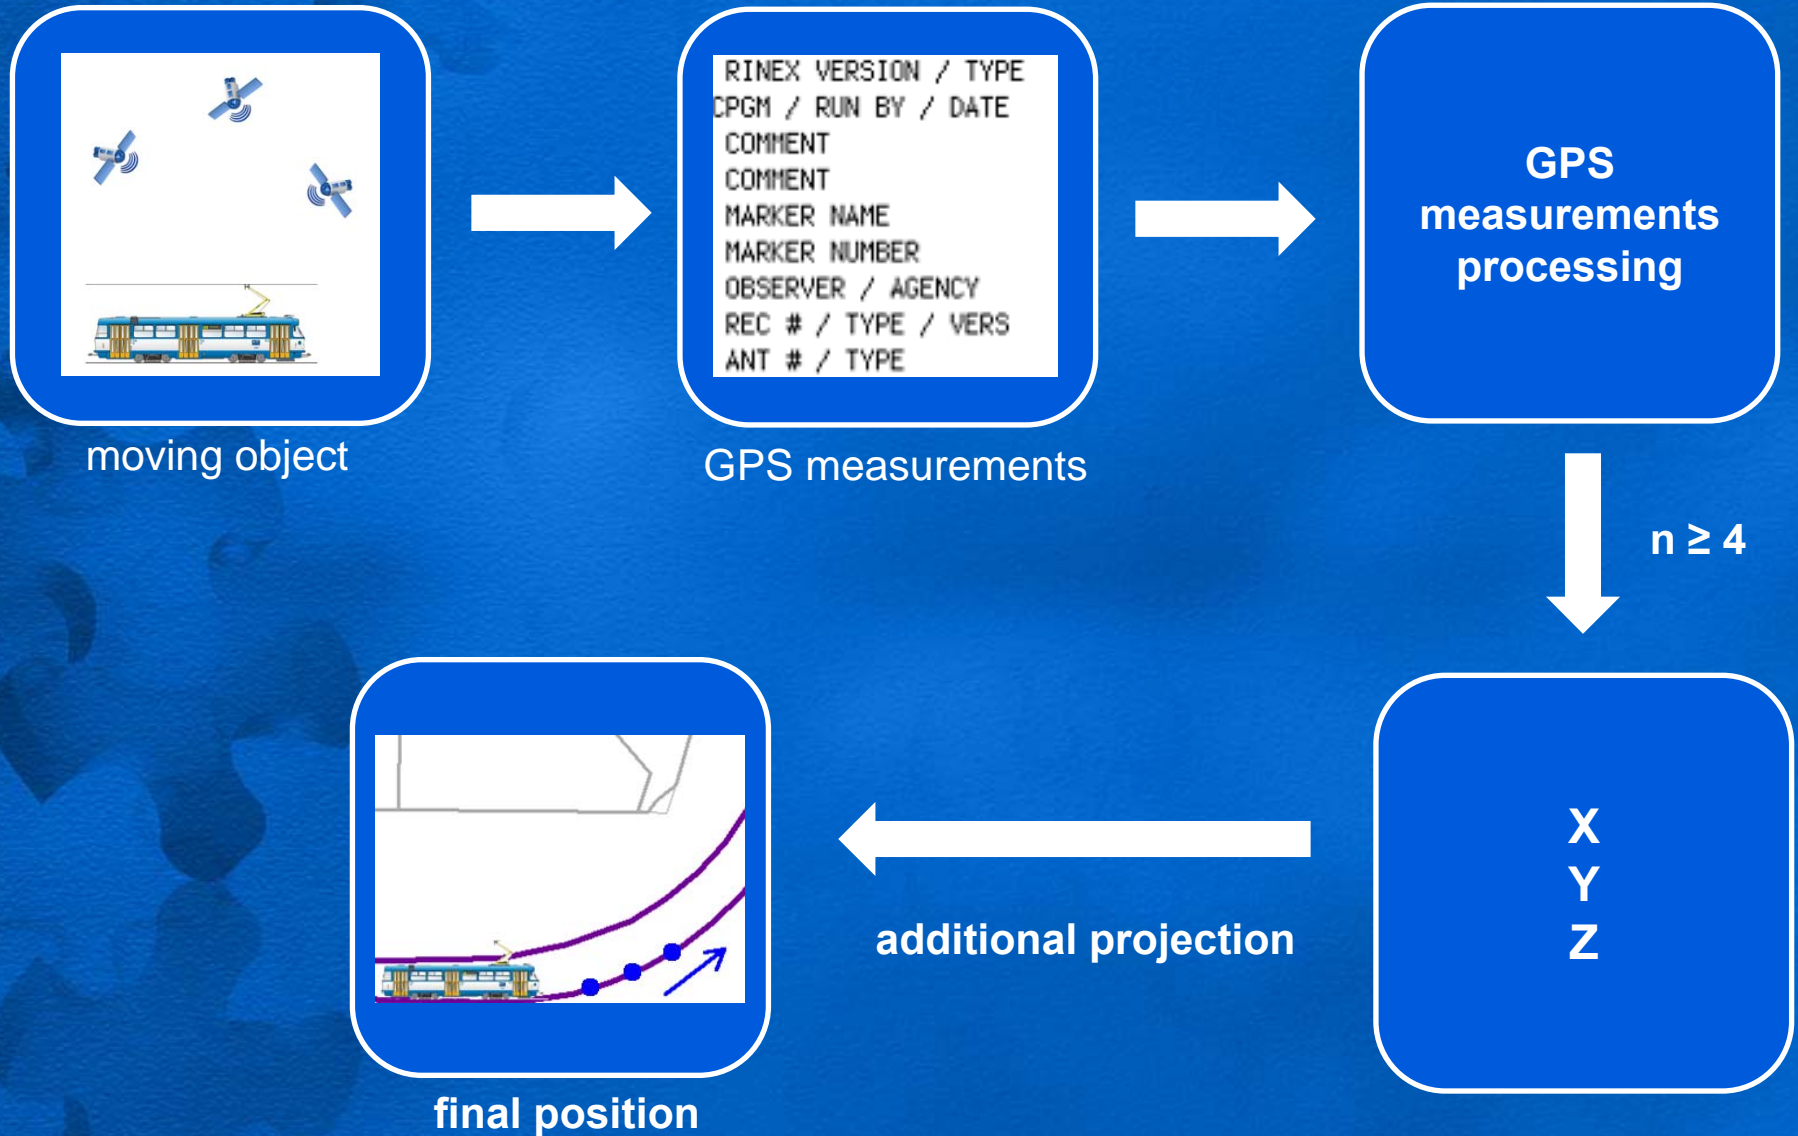 RINEX VERSION / TYPE
CPGM / RUN BY / DATE
COMMENT
COMMENT
MARKER NAME
MARKER NUMBER
OBSERVER / AGENCY
REC # / TYPE / VERS
ANT # / TYPE
GPS
measurements
processing
moving object
GPS measurements
n ≥ 4
X
Y
Z
additional projection
final position